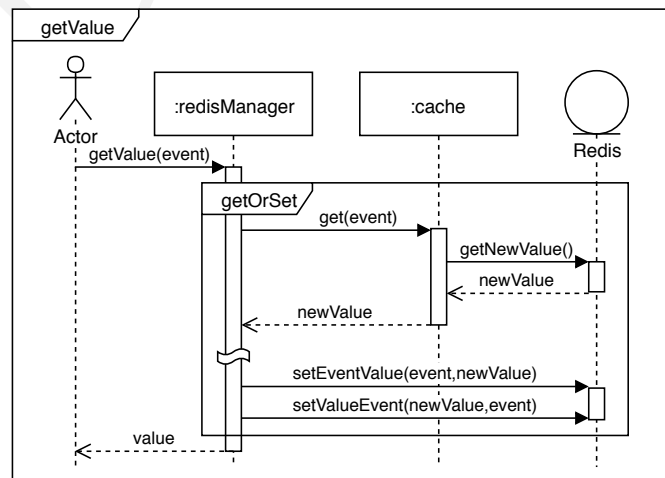 getValue
:redisManager
:cache
Actor
Redis
getValue(event)
getOrSet
get(event)
getNewValue()
newValue
newValue
setEventValue(event,newValue)
setValueEvent(newValue,event)
value